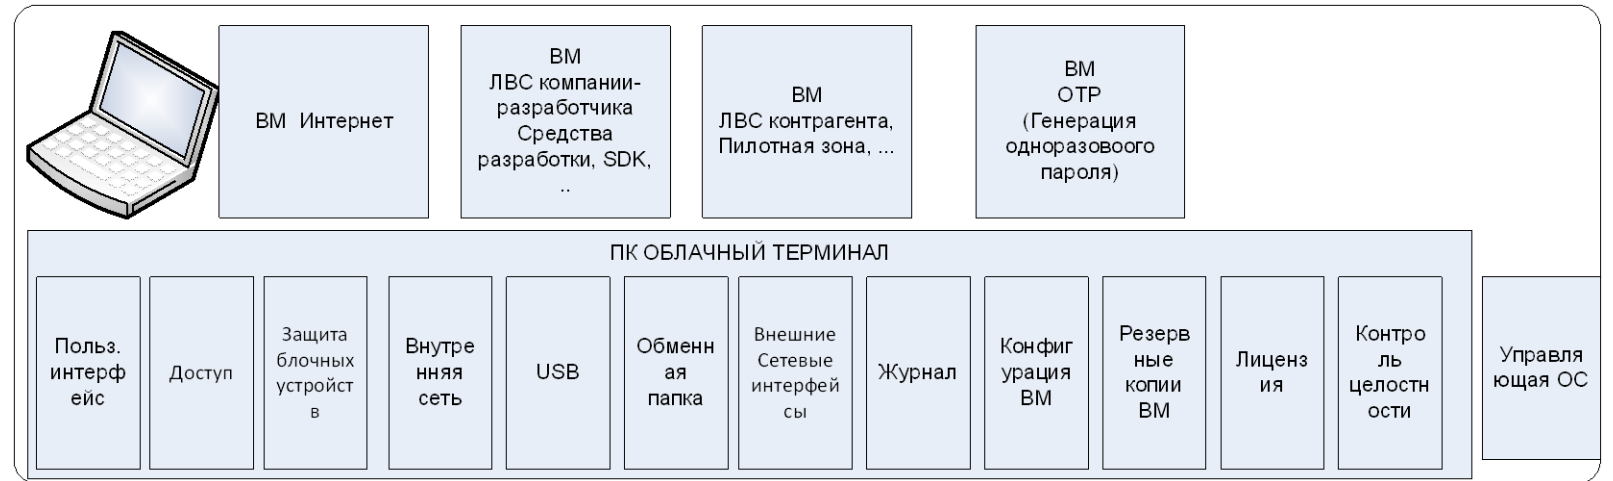 ВМ Интернет
ВМ
ЛВС компании-
разработчика
Средства
разработки, SDK,
..
ВМ
ЛВС контрагента,
Пилотная зона, ...
ВМ
ОТР
(Генерация
одноразовоого
пароля)
ПК ОБЛАЧНЫЙ ТЕРМИНАЛ
Польз.
интерф
ейс
Доступ
Защита
блочных
устройст
в
Внутре
нняя
сеть
USB
Обменн
ая
папка
Внешние
Сетевые
интерфей
сы
Журнал
Конфиг
урация
ВМ
Резерв
ные
копии
ВМ
Лиценз
ия
Контро
ль
целостн
ости
Управля
ющая ОС